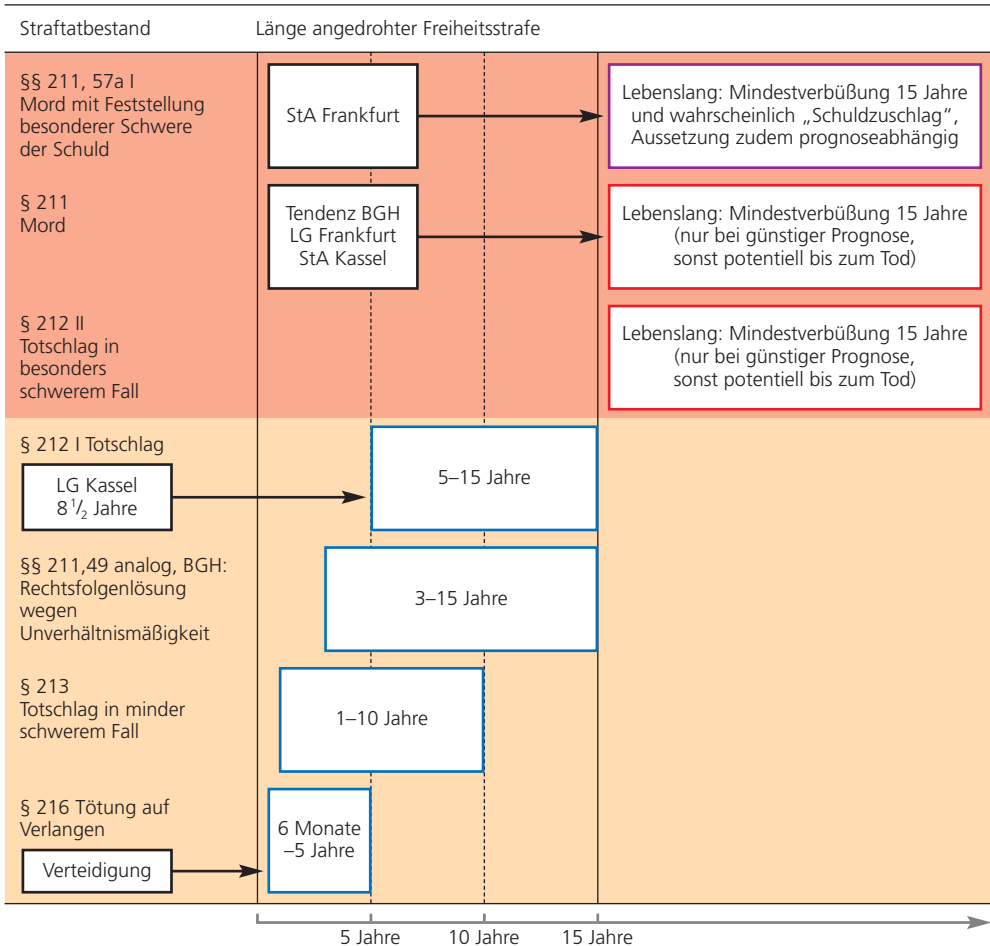 Straftatbestand
Länge angedrohter Freiheitsstrafe
§§ 211, 57a I
Mord mit Feststellung
besonderer Schwere
der Schuld
StA Frankfurt
Lebenslang: Mindestverbüßung 15 Jahre
und wahrscheinlich „Schuldzuschlag“,
Aussetzung zudem prognoseabhängig
§ 211
Mord
Tendenz BGH
LG Frankfurt
StA Kassel
Lebenslang: Mindestverbüßung 15 Jahre
(nur bei günstiger Prognose,
sonst potentiell bis zum Tod)
§ 212 II
Totschlag in
besonders
schwerem Fall
Lebenslang: Mindestverbüßung 15 Jahre
(nur bei günstiger Prognose,
sonst potentiell bis zum Tod)
§ 212 I Totschlag
LG Kassel
8 1/2 Jahre
5–15 Jahre
§§ 211,49 analog, BGH:
Rechtsfolgenlösung
wegen
Unverhältnismäßigkeit
3–15 Jahre
§ 213
Totschlag in minder
schwerem Fall
1–10 Jahre
§ 216 Tötung auf
Verlangen
Verteidigung
6 Monate
–5 Jahre
5 Jahre
10 Jahre
15 Jahre